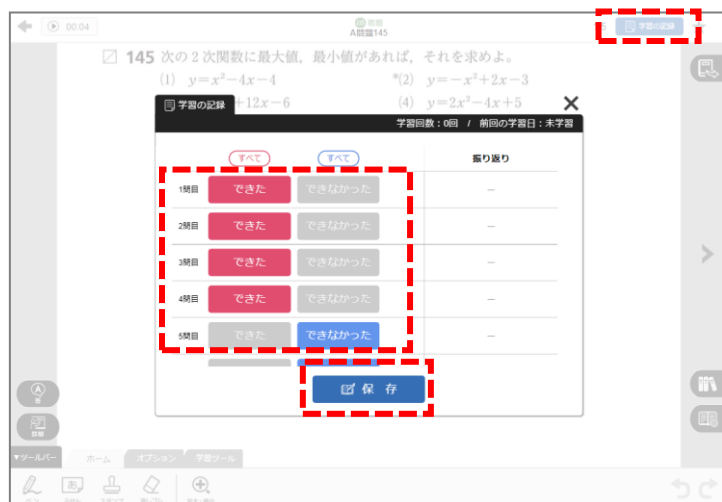 00:04
数題
A問題145
学習の記録
145 次の2次関数に最大値，最小値があれば，それを求めよ。
(1) y=x²−4x−4
*(2) y=−x²+2x−3
+12x−6
(4) y=2x²−4x+5
学習の記録
学習回数：0回 / 前回の学習日：未学習
すべて すべて 振り返り
1問目 できた できなかった −
2問目 できた できなかった −
3問目 できた できなかった −
4問目 できた できなかった −
5問目 できた できなかった −
保存
答
詳解
▼ツールバー ホーム オプション 学習ツール
ペン